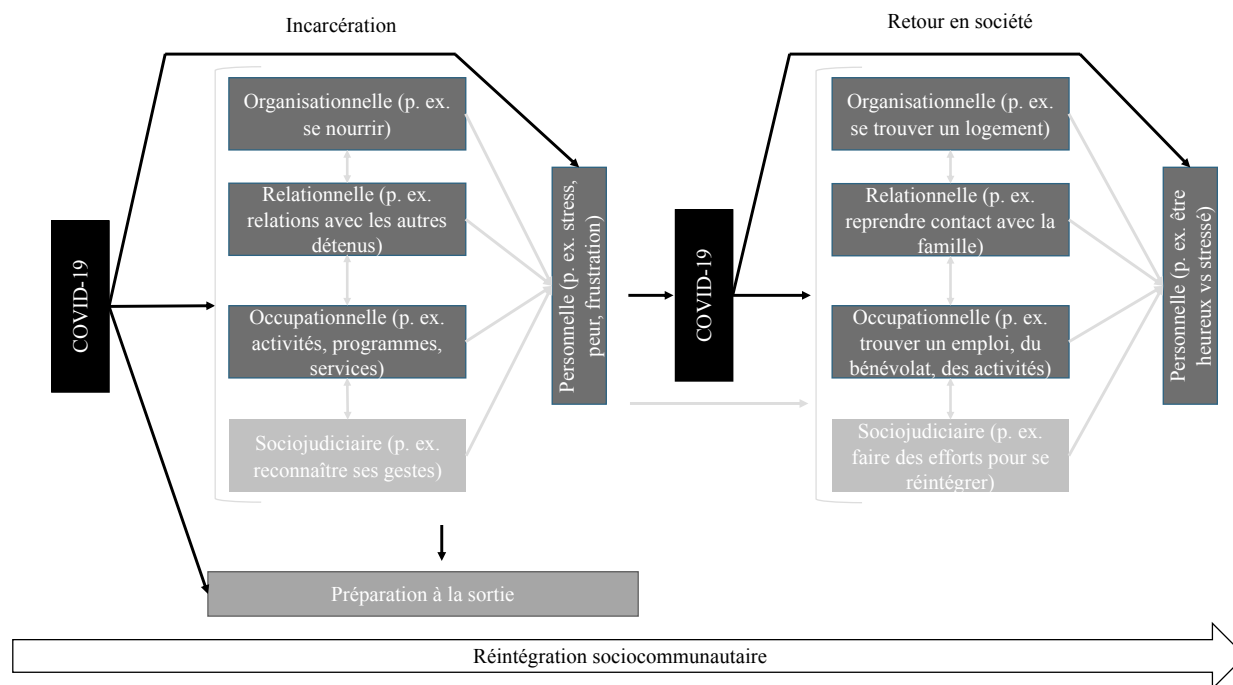 Incarcération
Retour en société
COVID-19
Organisationnelle (p. ex.
se nourrir)
Relationnelle (p. ex.
relations avec les autres
détenus)
Occupationnelle (p. ex.
activités, programmes,
services)
Sociojudiciaire (p. ex.
reconnaître ses gestes)
Personnelle (p. ex. stress,
peur, frustration)
Préparation à la sortie
COVID-19
Organisationnelle (p. ex.
se trouver un logement)
Relationnelle (p. ex.
reprendre contact avec la
famille)
Occupationnelle (p. ex.
trouver un emploi, du
bénévolat, des activités)
Sociojudiciaire (p. ex.
faire des efforts pour se
réintégrer)
Personnelle (p. ex. être
heureux vs stressé)
Réintégration sociocommunautaire